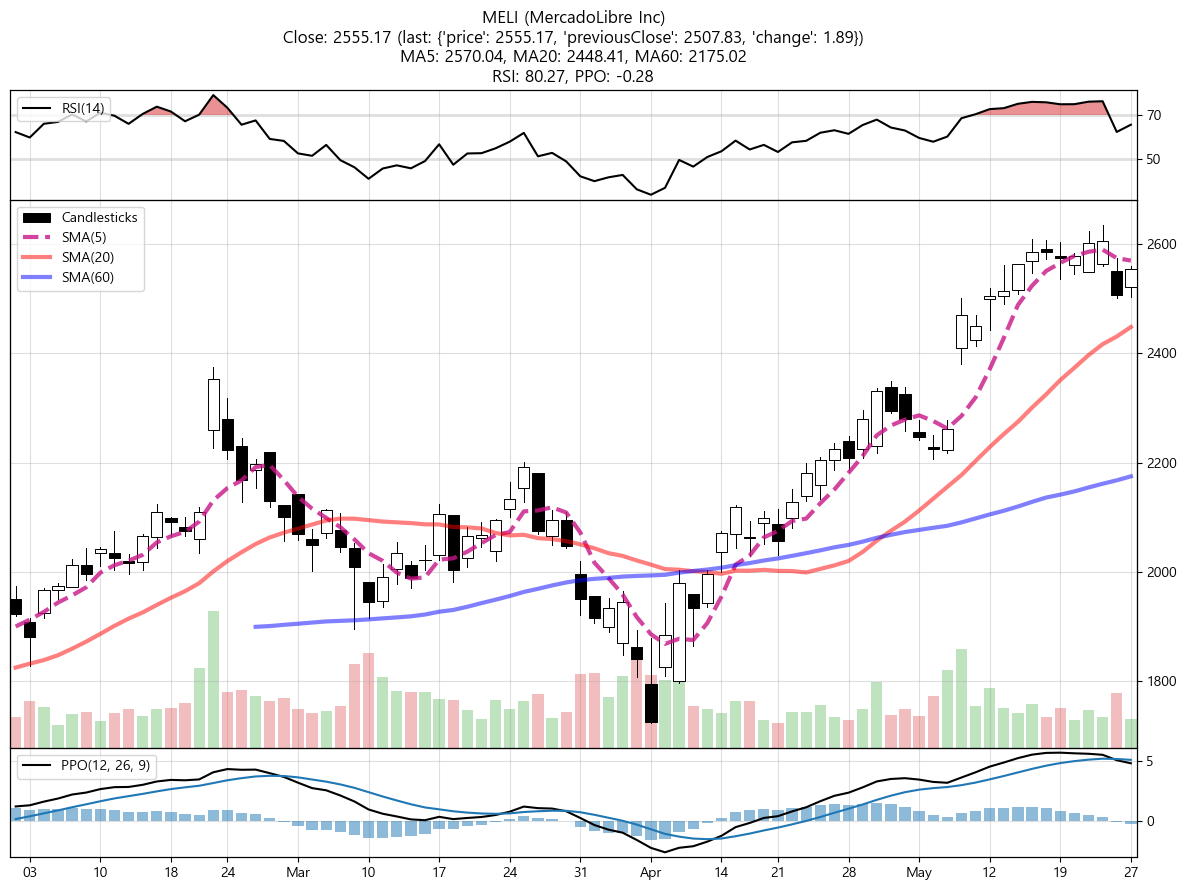 MELI (MercadoLibre Inc)
Close: 2555.17 (last: {'price': 2555.17, 'previousClose': 2507.83, 'change': 1.89})
MA5: 2570.04, MA20: 2448.41, MA60: 2175.02
RSI: 80.27, PPO: -0.28
RSI(14)
70
50
Candlesticks
SMA(5)
SMA(20)
SMA(60)
2600
2400
2200
2000
1800
PPO(12, 26, 9)
5
0
03 10 18 24 Mar 10 17 24 31 Apr 14 21 28 May 12 19 27